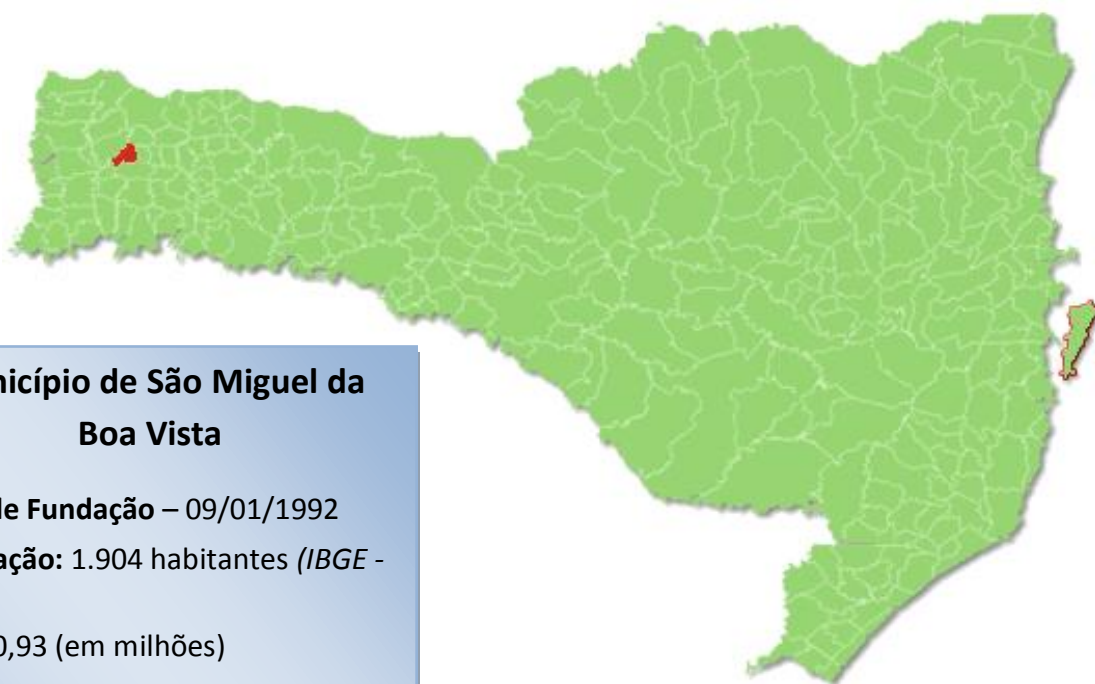 nicípio de São Miguel da
Boa Vista
de Fundação – 09/01/1992
ação: 1.904 habitantes (IBGE -
0,93 (em milhões)